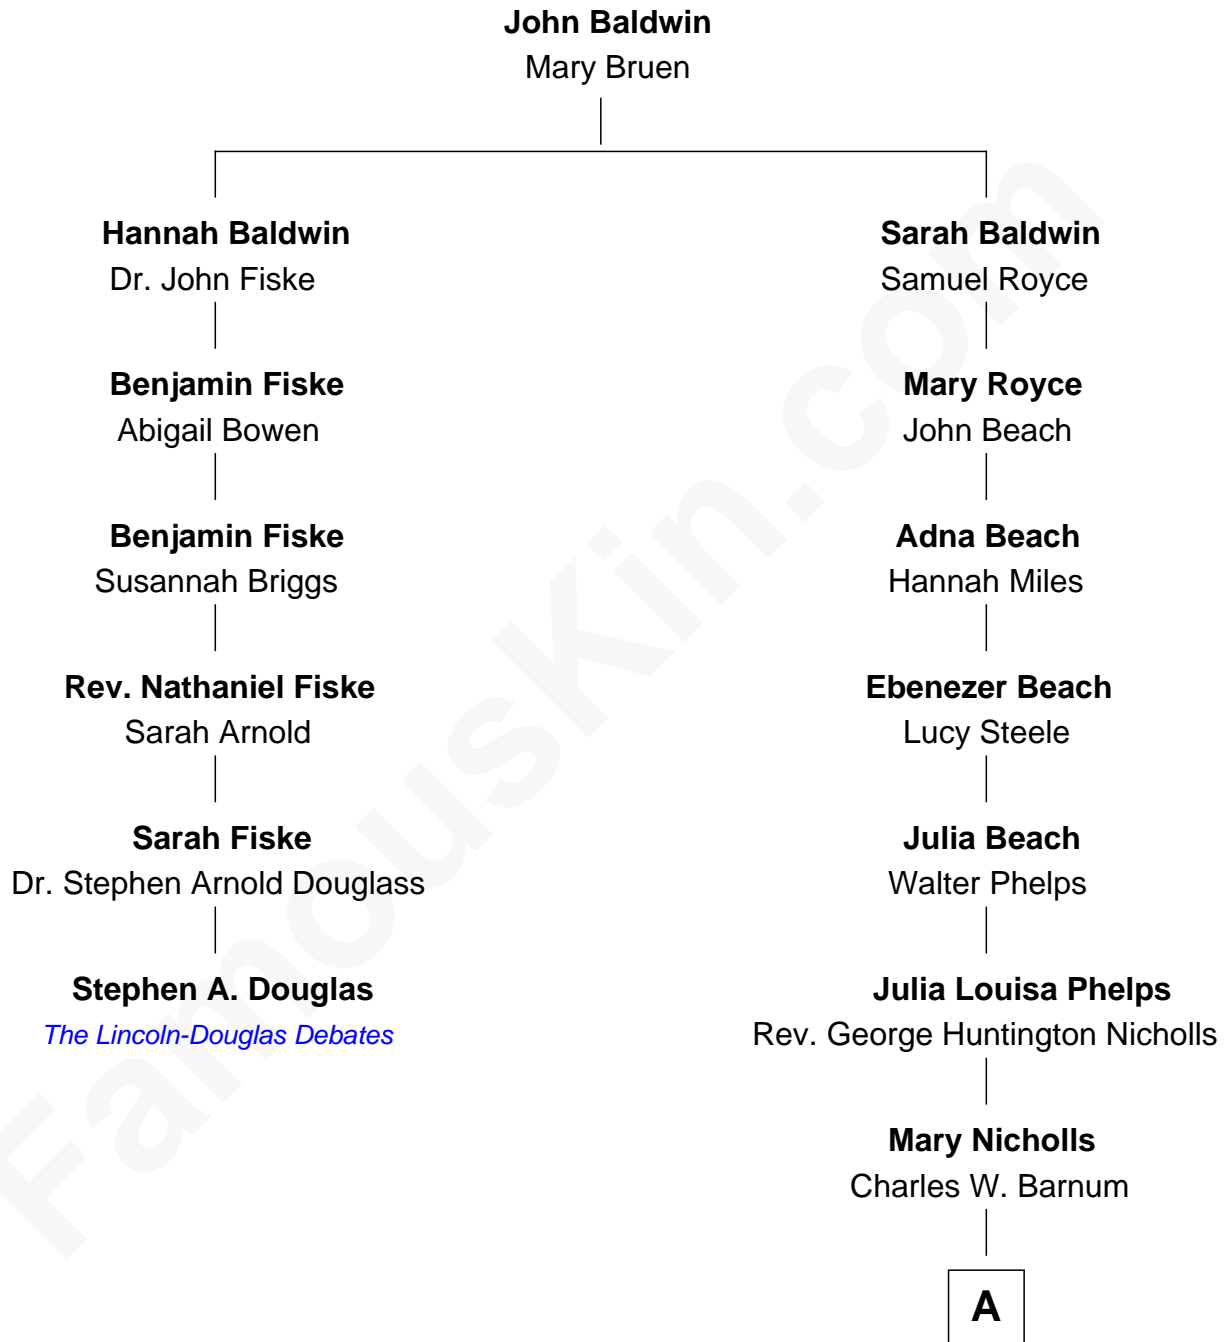 John Baldwin
Mary Bruen
Hannah Baldwin
Dr. John Fiske
Sarah Baldwin
Samuel Royce
Benjamin Fiske
Abigail Bowen
Mary Royce
John Beach
Benjamin Fiske
Susannah Briggs
Adna Beach
Hannah Miles
Rev. Nathaniel Fiske
Sarah Arnold
Ebenezer Beach
Lucy Steele
Sarah Fiske
Dr. Stephen Arnold Douglass
Julia Beach
Walter Phelps
Stephen A. Douglas
The Lincoln-Douglas Debates
Julia Louisa Phelps
Rev. George Huntington Nicholls
Mary Nicholls
Charles W. Barnum
A
FamousKin.com